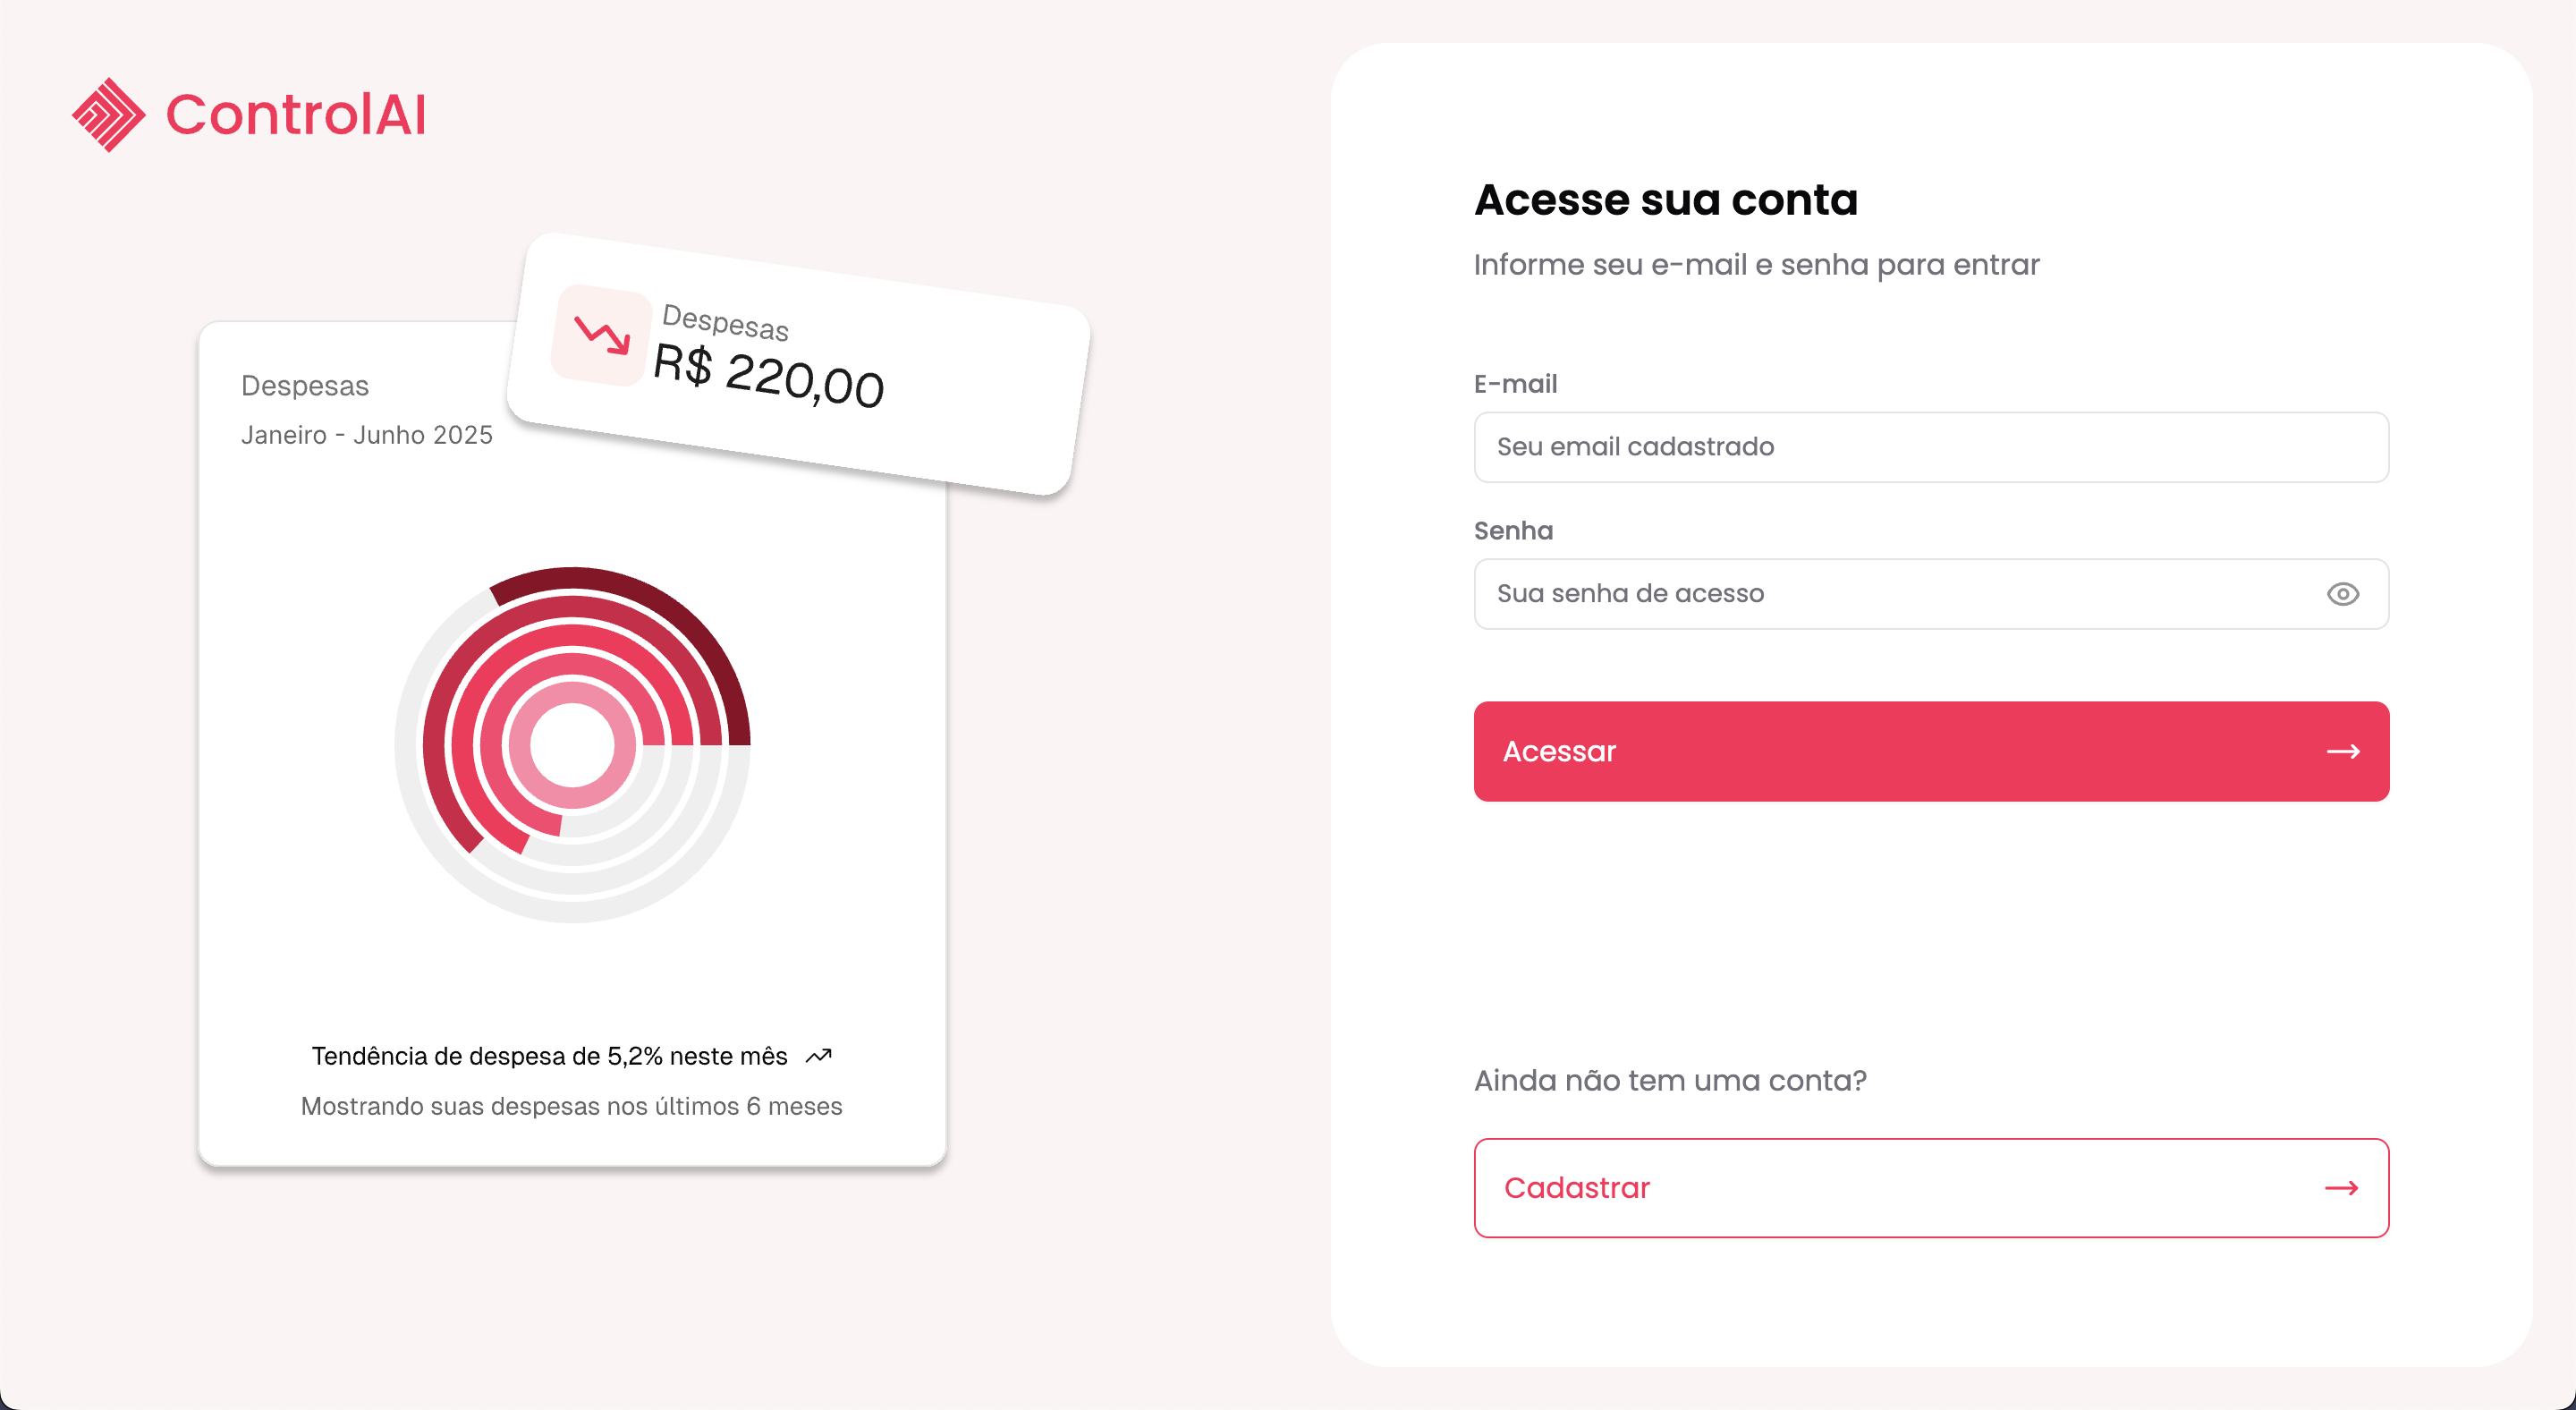 ControlAI
Despesas
R$ 220,00
Despesas
Janeiro - Junho 2025
Tendência de despesa de 5,2% neste mês
Mostrando suas despesas nos últimos 6 meses
Acesse sua conta
Informe seu e-mail e senha para entrar
E-mail
Seu email cadastrado
Senha
Sua senha de acesso
Acessar
Ainda não tem uma conta?
Cadastrar